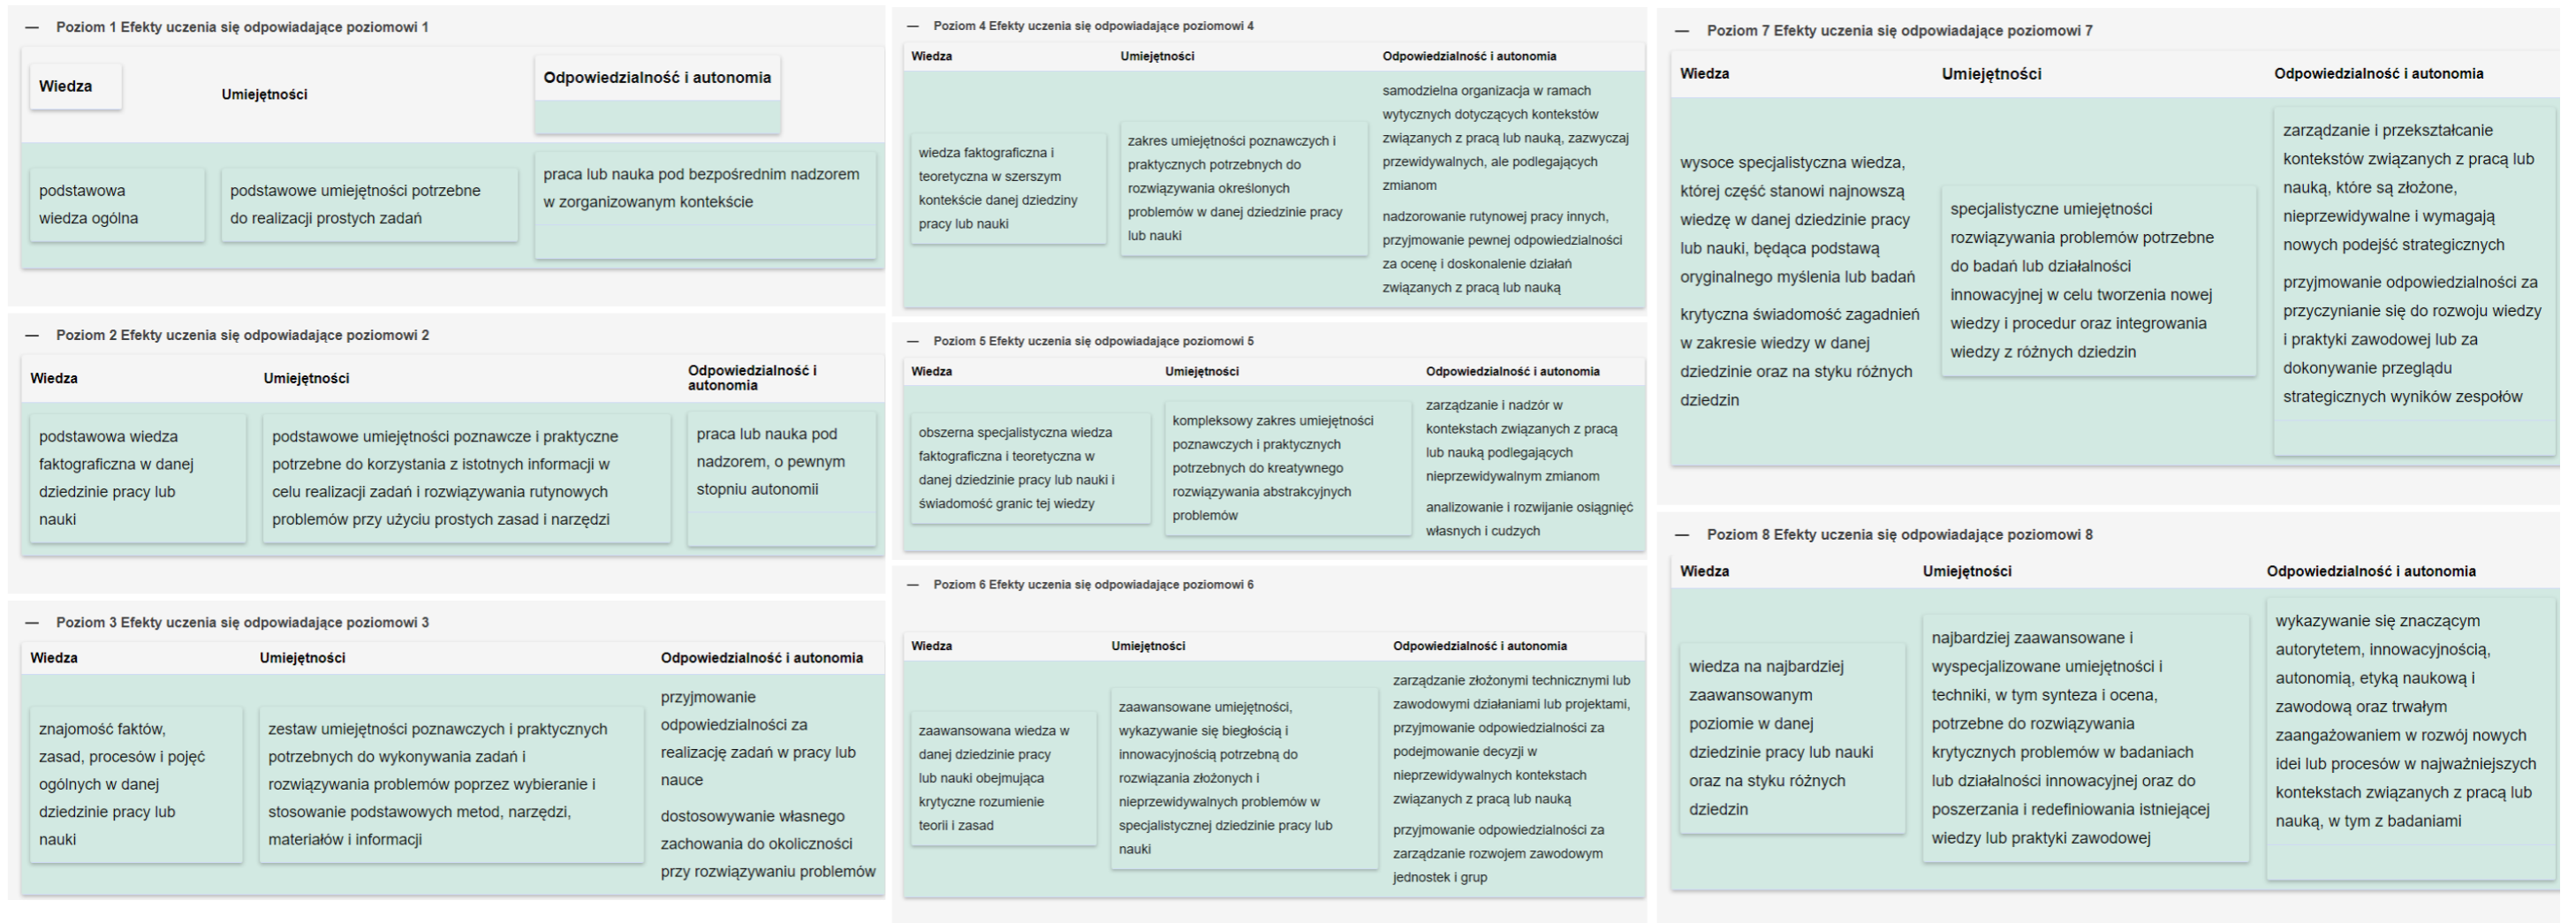 — Poziom 1 Efekty uczenia się odpowiadające poziomowi 1
Wiedza
Umiejętności
Odpowiedzialność i autonomia
podstawowa
wiedza ogólna
podstawowe umiejętności potrzebne
do realizacji prostych zadań
praca lub nauka pod bezpośrednim nadzorem
w zorganizowanym kontekście
— Poziom 2 Efekty uczenia się odpowiadające poziomowi 2
Wiedza
Umiejętności
Odpowiedzialność i
autonomia
podstawowa wiedza
faktograficzna w danej
dziedzinie pracy lub
nauki
podstawowe umiejętności poznawcze i praktyczne
potrzebne do korzystania z istotnych informacji w
celu realizacji zadań i rozwiązywania rutynowych
problemów przy użyciu prostych zasad i narzędzi
praca lub nauka pod
nadzorem, o pewnym
stopniu autonomii
— Poziom 3 Efekty uczenia się odpowiadające poziomowi 3
Wiedza
Umiejętności
Odpowiedzialność i autonomia
znajomość faktów,
zasad, procesów i pojęć
ogólnych w danej
dziedzinie pracy lub
nauki
zestaw umiejętności poznawczych i praktycznych
potrzebnych do wykonywania zadań i
rozwiązywania problemów poprzez wybieranie i
stosowanie podstawowych metod, narzędzi,
materiałów i informacji
przyjmowanie
odpowiedzialności za
realizację zadań w pracy lub
nauce
dostosowywanie własnego
zachowania do okoliczności
przy rozwiązywaniu problemów
— Poziom 4 Efekty uczenia się odpowiadające poziomowi 4
Wiedza
Umiejętności
Odpowiedzialność i autonomia
wiedza faktograficzna i
teoretyczna w szerszym
kontekście danej dziedziny
pracy lub nauki
zakres umiejętności poznawczych i
praktycznych potrzebnych do
rozwiązywania określonych
problemów w danej dziedzinie pracy
lub nauki
samodzielna organizacja w ramach
wytycznych dotyczących kontekstów
związanych z pracą lub nauką, zazwyczaj
przewidywalnych, ale podlegających
zmianom
nadzorowanie rutynowej pracy innych,
przyjmowanie pewnej odpowiedzialności
za ocenę i doskonalenie działań
związanych z pracą lub nauką
— Poziom 5 Efekty uczenia się odpowiadające poziomowi 5
Wiedza
Umiejętności
Odpowiedzialność i autonomia
obszerna specjalistyczna wiedza
faktograficzna i teoretyczna w
danej dziedzinie pracy lub nauki i
świadomość granic tej wiedzy
kompleksowy zakres umiejętności
poznawczych i praktycznych
potrzebnych do kreatywnego
rozwiązywania abstrakcyjnych
problemów
zarządzanie i nadzór w
kontekstach związanych z pracą
lub nauką podlegających
nieprzewidywalnym zmianom
analizowanie i rozwijanie osiągnięć
własnych i cudzych
— Poziom 6 Efekty uczenia się odpowiadające poziomowi 6
Wiedza
Umiejętności
Odpowiedzialność i autonomia
zaawansowana wiedza w
danej dziedzinie pracy
lub nauki obejmująca
krytyczne rozumienie
teorii i zasad
zaawansowane umiejętności,
wykazywanie się biegłością i
innowacyjnością potrzebną do
rozwiązania złożonych i
nieprzewidywalnych problemów w
specjalistycznej dziedzinie pracy lub
nauki
zarządzanie złożonymi technicznymi lub
zawodowymi działaniami lub projektami,
przyjmowanie odpowiedzialności za
podejmowanie decyzji w
nieprzewidywalnych kontekstach
związanych z pracą lub nauką
przyjmowanie odpowiedzialności za
zarządzanie rozwojem zawodowym
jednostek i grup
— Poziom 7 Efekty uczenia się odpowiadające poziomowi 7
Wiedza
Umiejętności
Odpowiedzialność i autonomia
wysoce specjalistyczna wiedza,
której część stanowi najnowszą
wiedzę w danej dziedzinie pracy
lub nauki, będąca podstawą
oryginalnego myślenia lub badań
krytyczna świadomość zagadnień
w zakresie wiedzy w danej
dziedzinie oraz na styku różnych
dziedzin
specjalistyczne umiejętności
rozwiązywania problemów potrzebne
do badań lub działalności
innowacyjnej w celu tworzenia nowej
wiedzy i procedur oraz integrowania
wiedzy z różnych dziedzin
zarządzanie i przekształcanie
kontekstów związanych z pracą lub
nauką, które są złożone,
nieprzewidywalne i wymagają
nowych podejść strategicznych
przyjmowanie odpowiedzialności za
przyczynianie się do rozwoju wiedzy
i praktyki zawodowej lub za
dokonywanie przeglądu
strategicznych wyników zespołów
— Poziom 8 Efekty uczenia się odpowiadające poziomowi 8
Wiedza
Umiejętności
Odpowiedzialność i autonomia
wiedza na najbardziej
zaawansowanym
poziomie w danej
dziedzinie pracy lub nauki
oraz na styku różnych
dziedzin
najbardziej zaawansowane i
wyspecjalizowane umiejętności i
techniki, w tym synteza i ocena,
potrzebne do rozwiązywania
krytycznych problemów w badaniach
lub działalności innowacyjnej oraz do
poszerzania i redefiniowania istniejącej
wiedzy lub praktyki zawodowej
wykazywanie się znaczącym
autorytetem, innowacyjnością,
autonomią, etyką naukową i
zawodową oraz trwałym
zaangażowaniem w rozwój nowych
idei lub procesów w najważniejszych
kontekstach związanych z pracą lub
nauką, w tym z badaniami